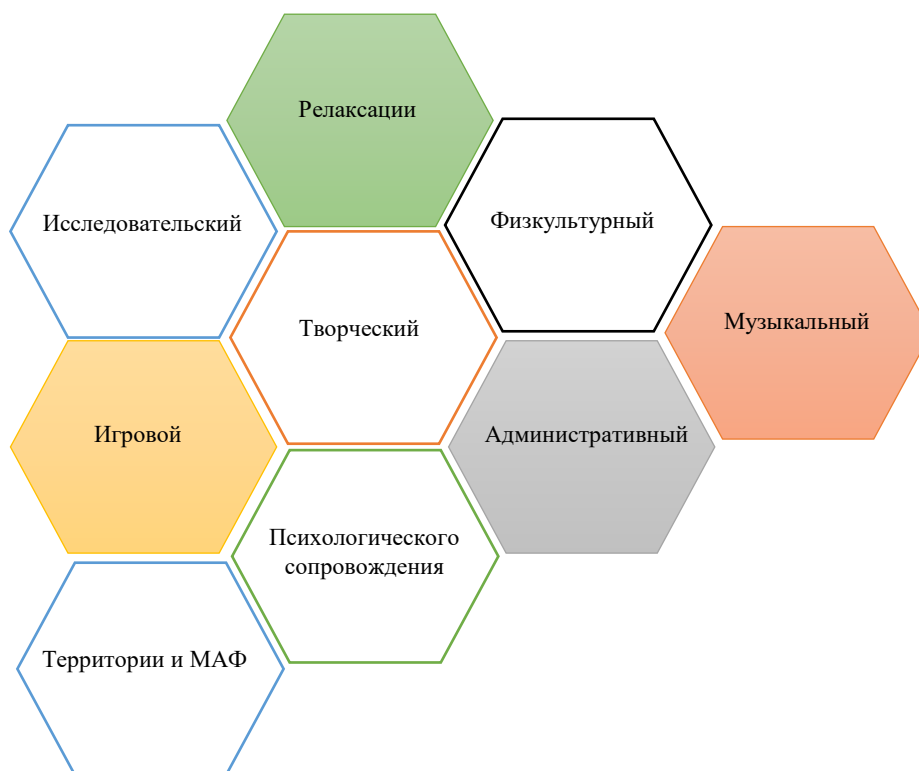 Релаксации
Исследовательский
Физкультурный
Музыкальный
Творческий
Игровой
Административный
Психологического
сопровождения
Территории и МАФ